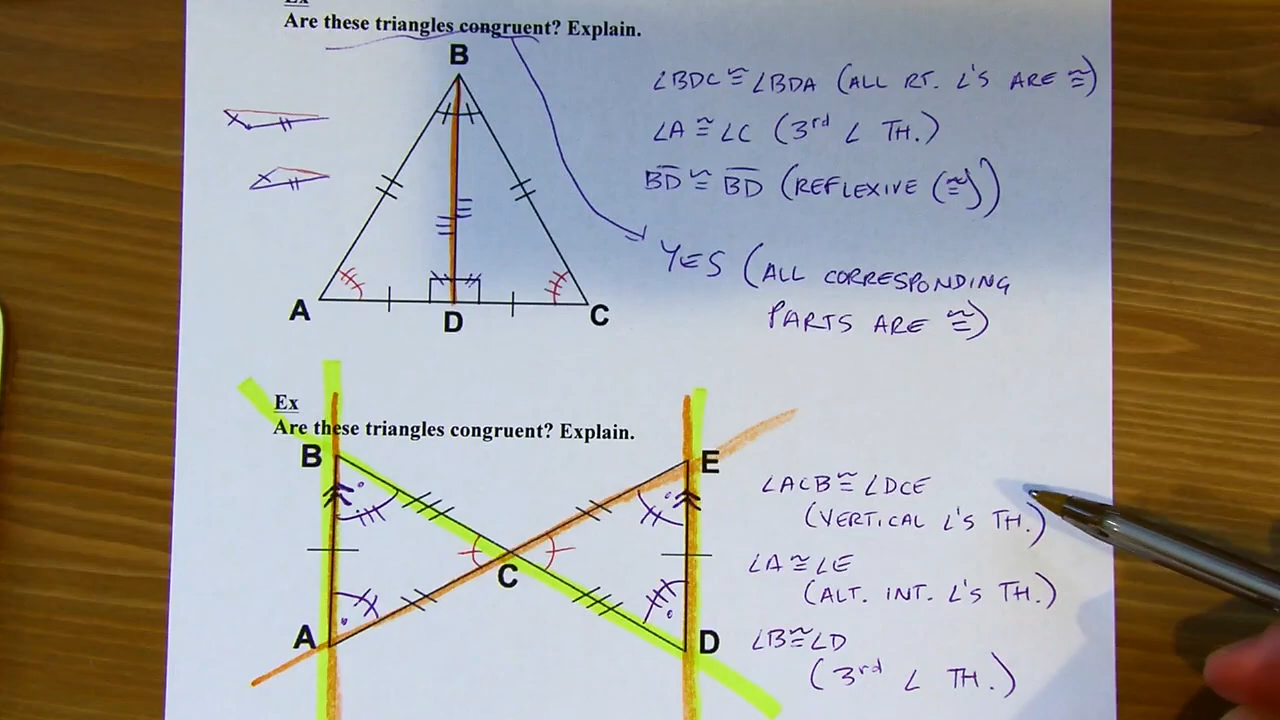 Ex
Are these triangles congruent? Explain.
B
A
D
C
∠BDC ≅ ∠BDA (ALL RT. ∠'S ARE ≅)
∠A ≅ ∠C (3rd ∠ TH.)
BD ≅ BD (REFLEXIVE (≅))
YES (ALL CORRESPONDING
PARTS ARE ≅)
Ex
Are these triangles congruent? Explain.
B
E
C
A
D
∠ACB ≅ ∠DCE
(VERTICAL ∠'S TH.)
∠A ≅ ∠E
(ALT. INT. ∠'S TH.)
∠B ≅ ∠D
(3rd ∠ TH.)